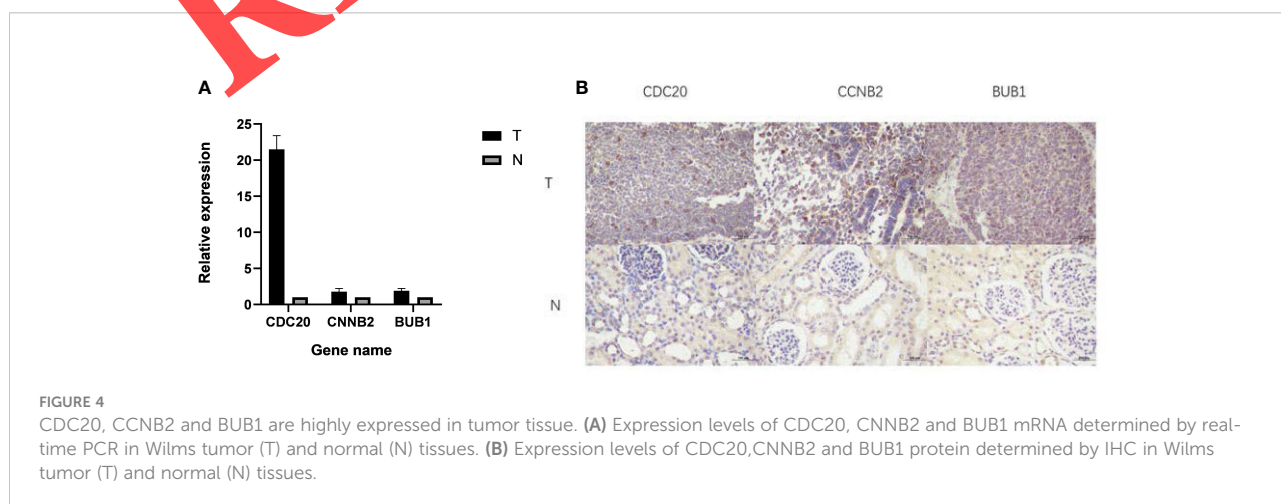 A
B
CDC20
CCNB2
BUB1
25
20
15
10
5
0
Relative expression
T
N
CDC20
CNNB2
BUB1
Gene name
T
N
FIGURE 4
CDC20, CCNB2 and BUB1 are highly expressed in tumor tissue. (A) Expression levels of CDC20, CNNB2 and BUB1 mRNA determined by real-
time PCR in Wilms tumor (T) and normal (N) tissues. (B) Expression levels of CDC20,CNNB2 and BUB1 protein determined by IHC in Wilms
tumor (T) and normal (N) tissues.